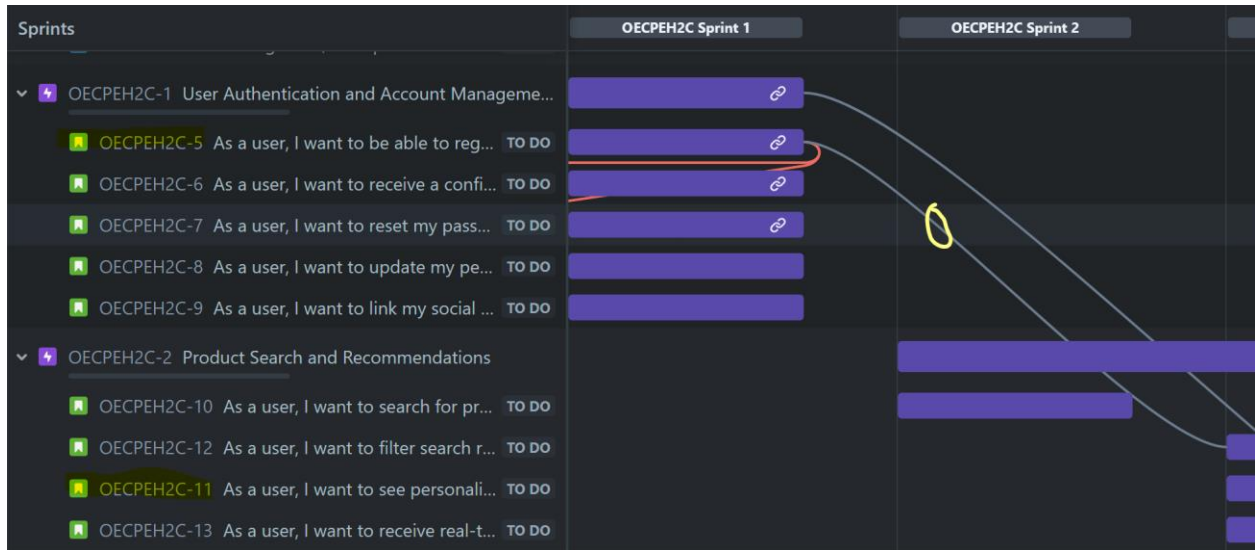 Sprints
OECPEH2C Sprint 1
OECPEH2C Sprint 2
OECPEH2C-1 User Authentication and Account Manageme...
OECPEH2C-5 As a user, I want to be able to reg... TO DO
OECPEH2C-6 As a user, I want to receive a confi... TO DO
OECPEH2C-7 As a user, I want to reset my pass... TO DO
OECPEH2C-8 As a user, I want to update my pe... TO DO
OECPEH2C-9 As a user, I want to link my social ... TO DO
OECPEH2C-2 Product Search and Recommendations
OECPEH2C-10 As a user, I want to search for pr... TO DO
OECPEH2C-12 As a user, I want to filter search r... TO DO
OECPEH2C-11 As a user, I want to see personali... TO DO
OECPEH2C-13 As a user, I want to receive real-t... TO DO